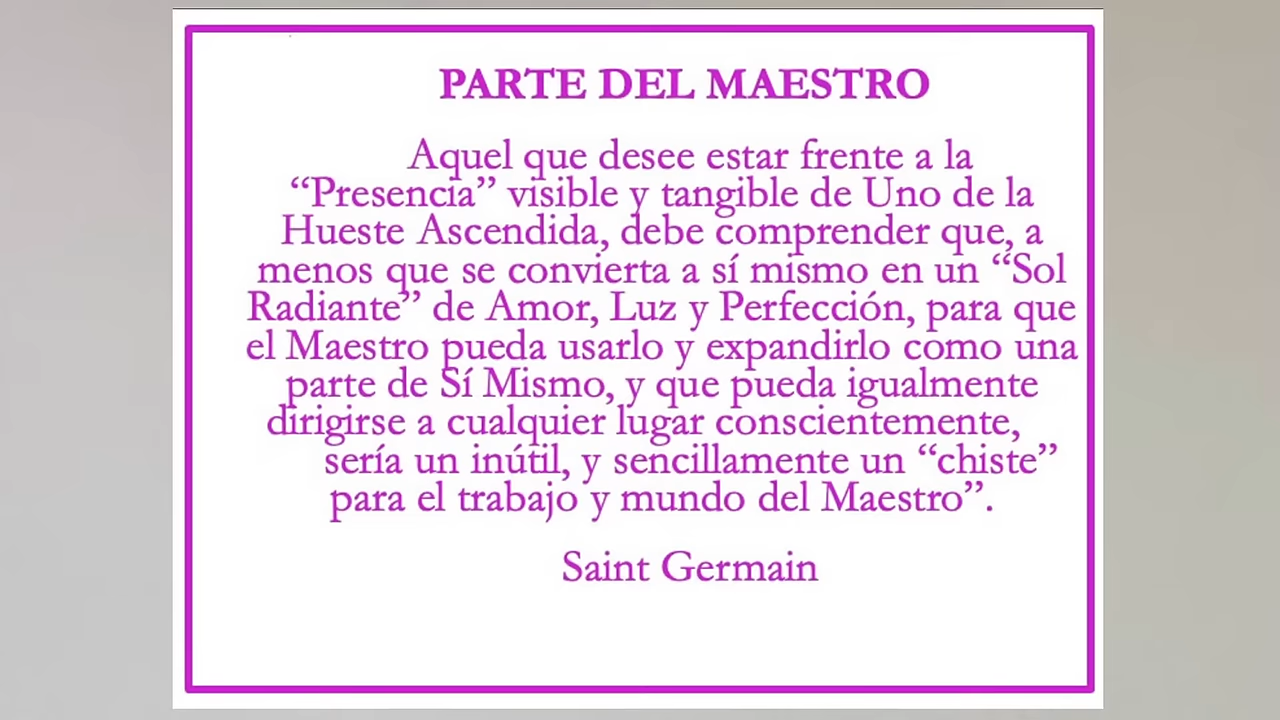 PARTE DEL MAESTRO
Aquel que desee estar frente a la
“Presencia” visible y tangible de Uno de la
Hueste Ascendida, debe comprender que, a
menos que se convierta a sí mismo en un “Sol
Radiante” de Amor, Luz y Perfección, para que
el Maestro pueda usarlo y expandirlo como una
parte de Sí Mismo, y que pueda igualmente
dirigirse a cualquier lugar conscientemente,
sería un inútil, y sencillamente un “chiste”
para el trabajo y mundo del Maestro”.
Saint Germain